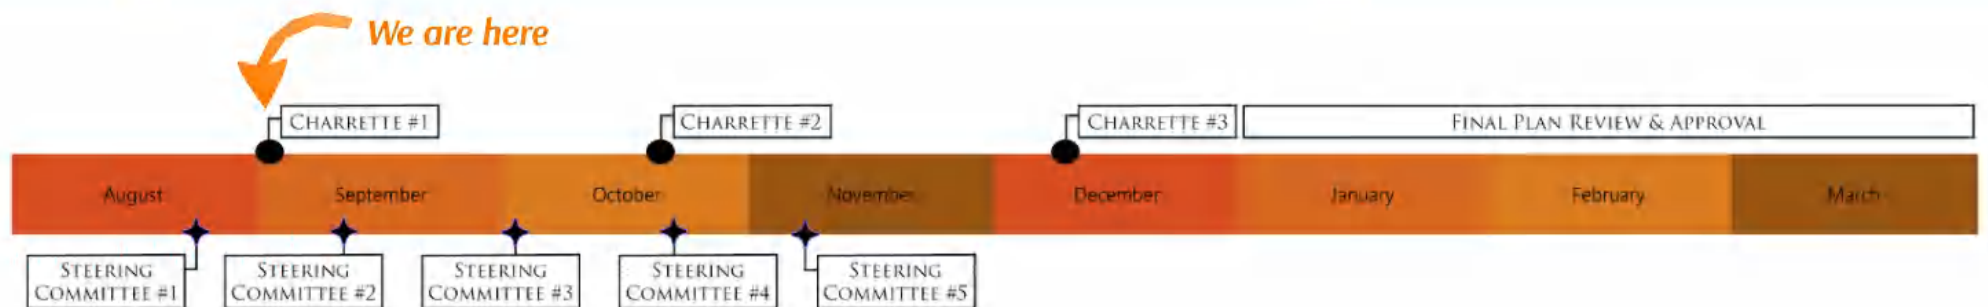 We are here
CHARRETTE #1
CHARRETTE #2
CHARRETTE #3
FINAL PLAN REVIEW & APPROVAL
August
September
October
November
December
January
February
March
STEERING
COMMITTEE #1
STEERING
COMMITTEE #2
STEERING
COMMITTEE #3
STEERING
COMMITTEE #4
STEERING
COMMITTEE #5